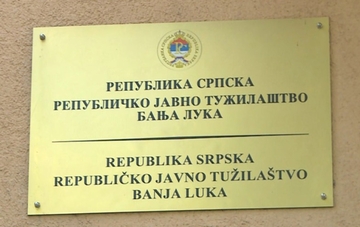 РЕПУБЛИКА СРПСКА
РЕПУБЛИЧКО ЈАВНО ТУЖИЛАШТВО
БАЊА ЛУКА
REPUBLIKA SRPSKA
REPUBLIČKO JAVNO TUŽILAŠTVO
BANJA LUKA